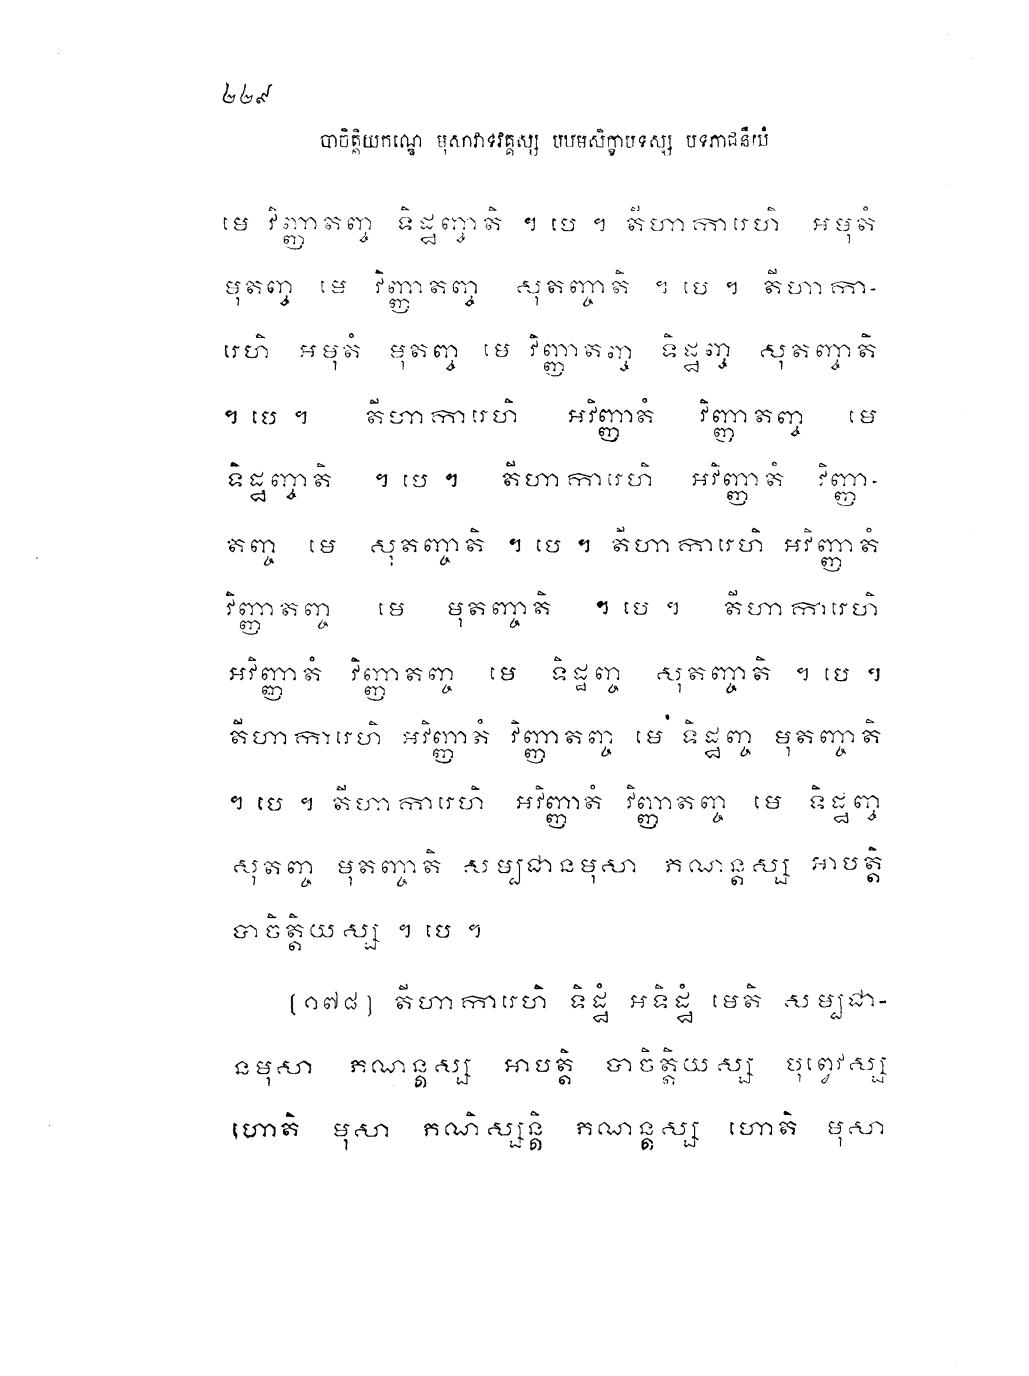 ២២៩
បាចិត្តិយកណ្ឌេ មុសាវាទវគ្គស្ស បឋមសិក្ខាបទស្ស បទភាជនីយំ
មេ វិញ្ញាតញ្ច ទិដ្ឋញ្ចាតិ ។ បេ ។ តីហាការេហិ អមុតំ
មុតញ្ច មេ វិញ្ញាតញ្ច សុតញ្ចាតិ ។ បេ ។ តីហាកា-
រេហិ អមុតំ មុតញ្ច មេ វិញ្ញាតញ្ច ទិដ្ឋញ្ច សុតញ្ចាតិ
។ បេ ។ តីហាការេហិ អវិញ្ញាតំ វិញ្ញាតញ្ច មេ
ទិដ្ឋញ្ចាតិ ។ បេ ។ តីហាការេហិ អវិញ្ញាតំ វិញ្ញា-
តញ្ច មេ សុតញ្ចាតិ ។ បេ ។ តីហាការេហិ អវិញ្ញាតំ
វិញ្ញាតញ្ច មេ មុតញ្ចាតិ ។ បេ ។ តីហាការេហិ
អវិញ្ញាតំ វិញ្ញាតញ្ច មេ ទិដ្ឋញ្ច សុតញ្ចាតិ ។ បេ ។
តីហាការេហិ អវិញ្ញាតំ វិញ្ញាតញ្ច មេ ទិដ្ឋញ្ច មុតញ្ចាតិ
។ បេ ។ តីហាការេហិ អវិញ្ញាតំ វិញ្ញាតញ្ច មេ ទិដ្ឋញ្ច
សុតញ្ច មុតញ្ចាតិ សម្បជានមុសា ភណន្តស្ស អាបត្តិ
បាចិត្តិយស្ស ។ បេ ។
[១៧៨] តីហាការេហិ ទិដ្ឋំ អទិដ្ឋំ មេតិ សម្បជា-
នមុសា ភណន្តស្ស អាបត្តិ បាចិត្តិយស្ស បុព្វេវស្ស
ហោតិ មុសា ភណិស្សន្តិ ភណន្តស្ស ហោតិ មុសា